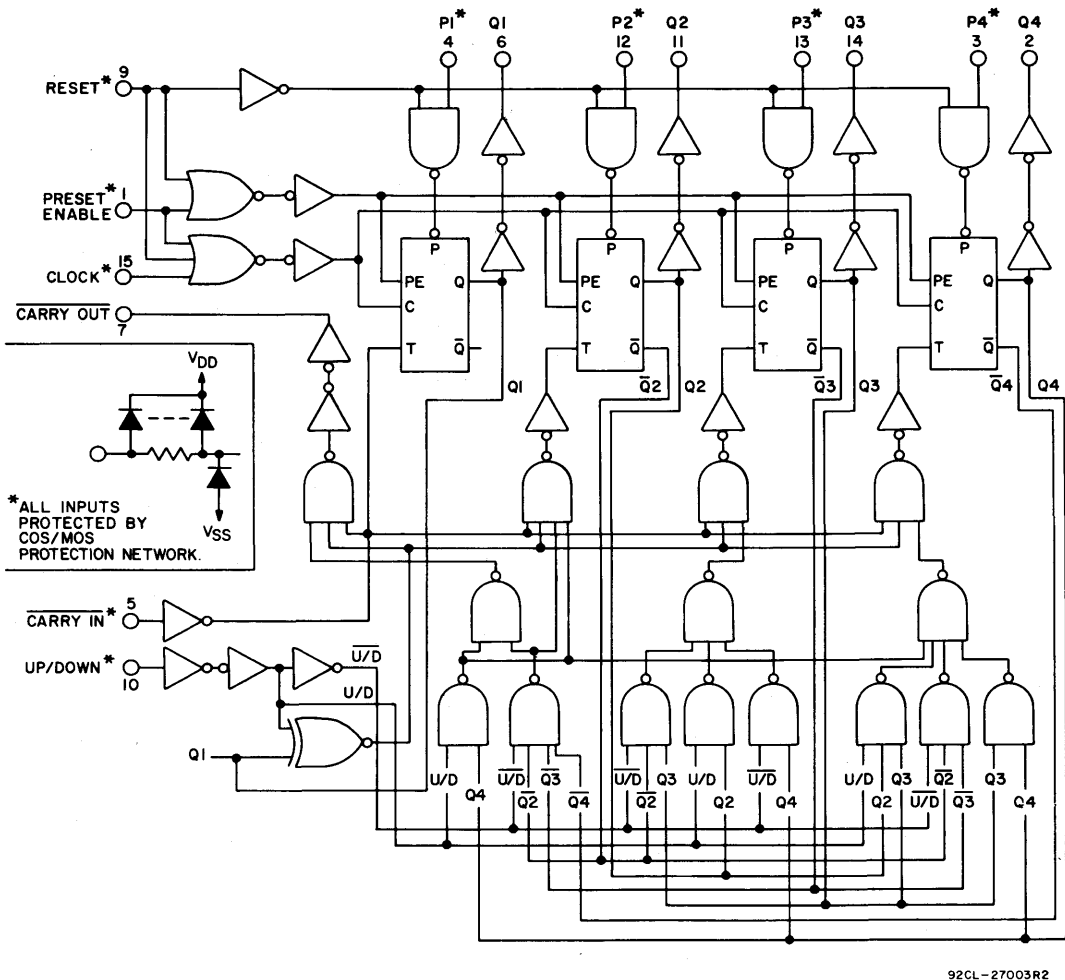 P1* Q1 P2* Q2 P3* Q3 P4* Q4
4 6 12 11 13 14 3 2
RESET* 9
PRESET* 1
ENABLE
CLOCK* 15
P P P P
PE Q PE Q PE Q PE Q
C C C C
CARRY OUT
7
T Q̅ T Q̅ T Q̅ T Q̅
Q1 Q̅2 Q2 Q̅3 Q3 Q̅4 Q4
VDD
*ALL INPUTS
PROTECTED BY
COS/MOS
PROTECTION NETWORK.
VSS
CARRY IN* 5
UP/DOWN* 10
U̅/̅D̅
U/D
Q1
U/D Q4 U̅/̅D̅ Q̅2 Q̅3 Q̅4 U̅/̅D̅ Q̅2 Q3 U/D Q2 U̅/̅D̅ Q4 U/D Q2 Q3 U̅/̅D̅ Q̅2 Q̅3 Q3 Q4
92CL-27003R2